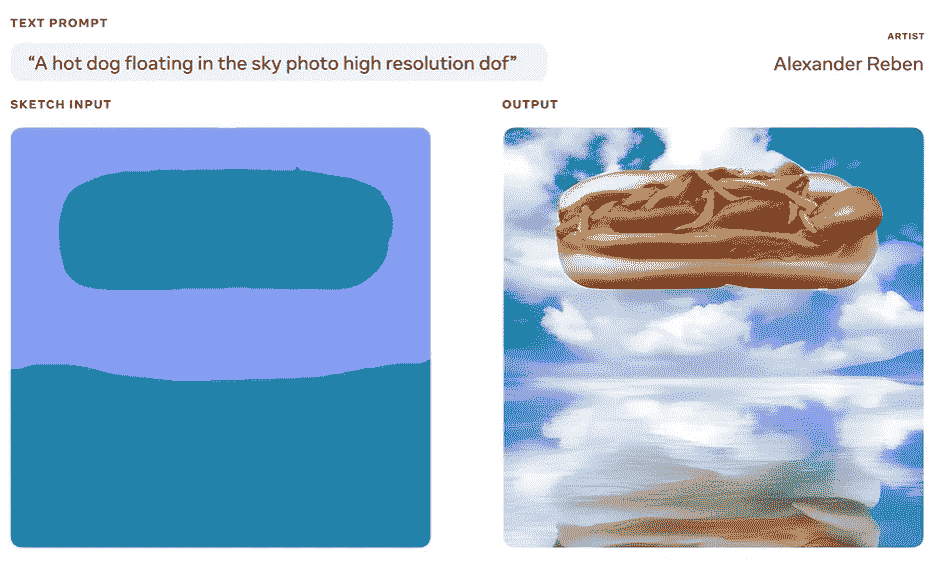 TEXT PROMPT
ARTIST
“A hot dog floating in the sky photo high resolution dof”
Alexander Reben
SKETCH INPUT
OUTPUT